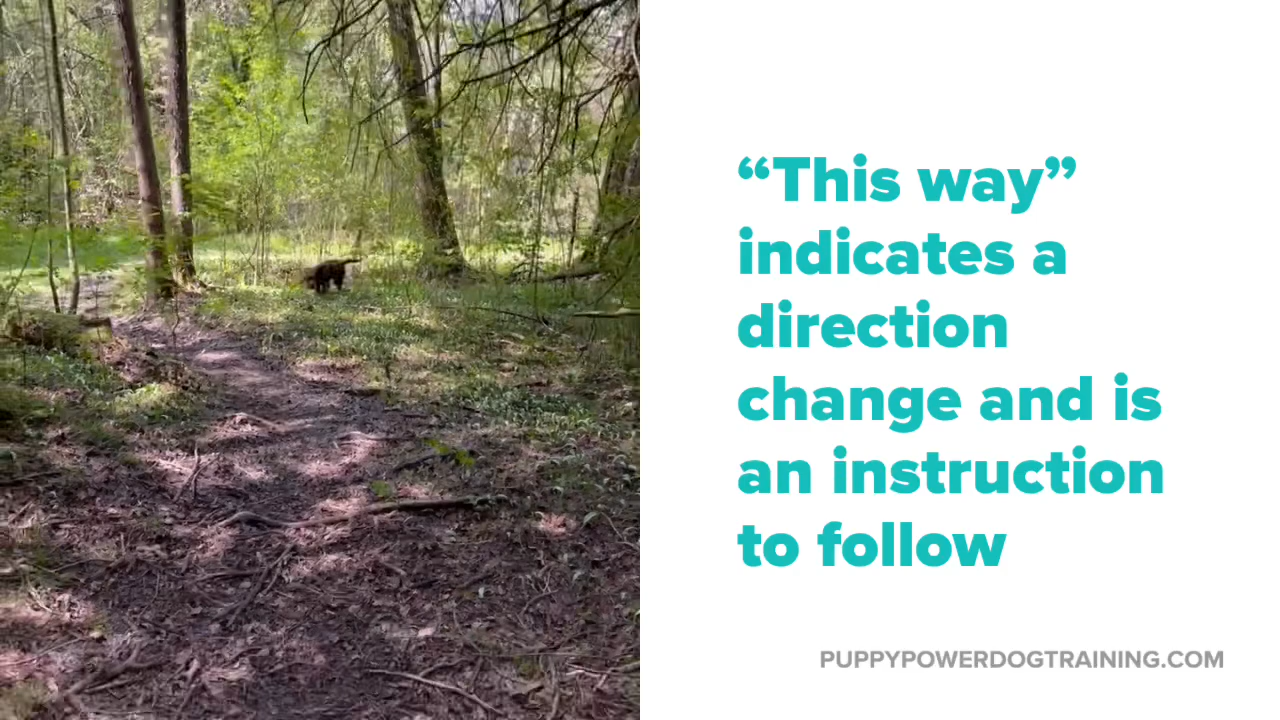 “This way”
indicates a
direction
change and is
an instruction
to follow
PUPPYPOWERDOGTRAINING.COM